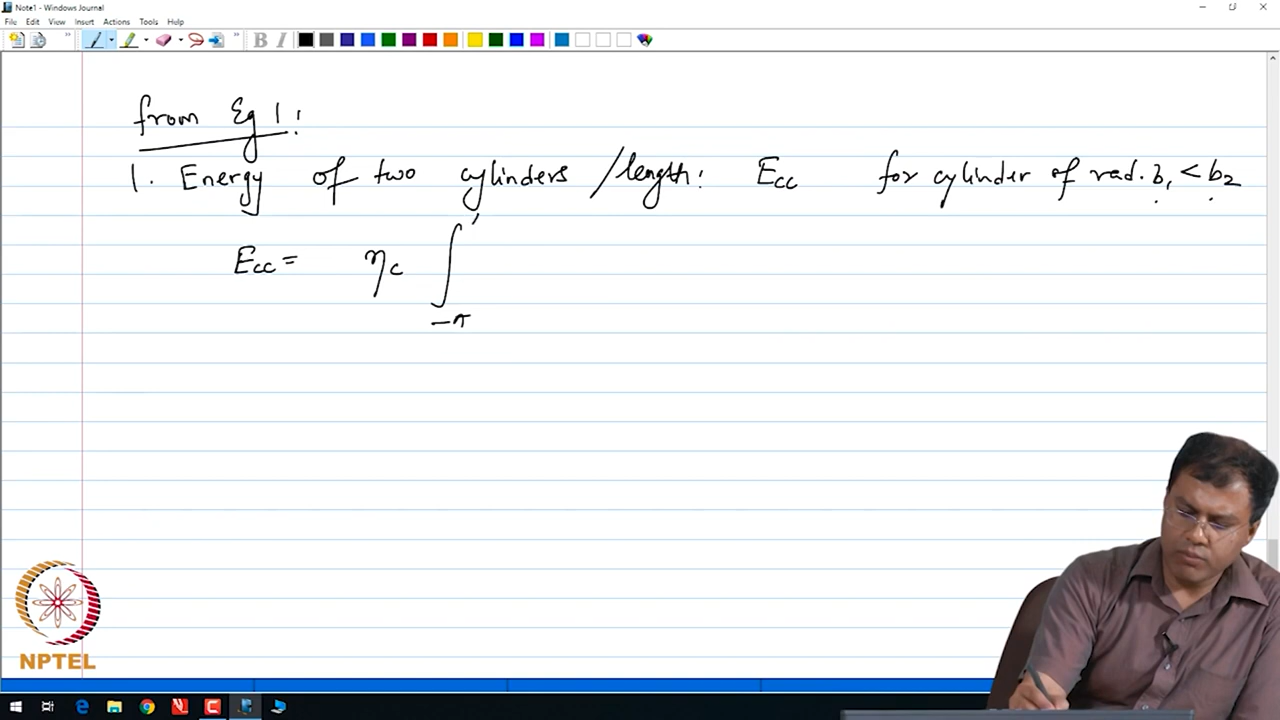 Note1 - Windows Journal
File Edit View Insert Actions Tools Help
B I
from Eg 1:
1. Energy of two cylinders /length: Ecc for cylinder of rad. b₁ < b₂
Ecc = ηc ∫
-π
NPTEL